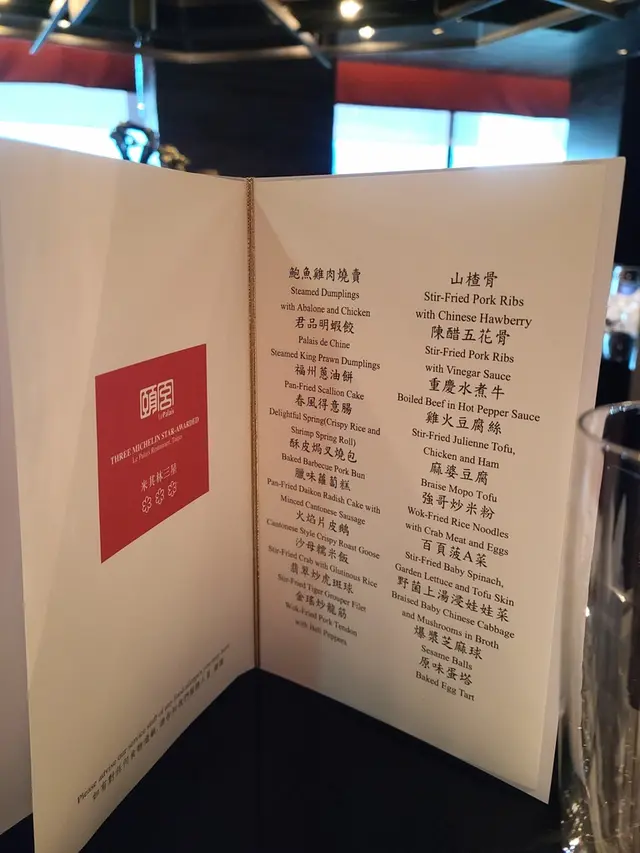 頤宮
Le Palais
THREE MICHELIN STAR-AWARDED
Le Palais Restaurant, Taipei
米其林三星
鮑魚雞肉燒賣
Steamed Dumplings
with Abalone and Chicken
君品明蝦餃
Palais de Chine
Steamed King Prawn Dumplings
福州蔥油餅
Pan-Fried Scallion Cake
春風得意腸
Delightful Spring(Crispy Rice and
Shrimp Spring Roll)
酥皮焗叉燒包
Baked Barbecue Pork Bun
臘味蘿蔔糕
Pan-Fried Daikon Radish Cake with
Minced Cantonese Sausage
火焰片皮鵝
Cantonese Style Crispy Roast Goose
沙母糯米飯
Stir-Fried Crab with Glutinous Rice
翡翠炒虎斑球
Stir-Fried Tiger Grouper Filet
金瑤炒龍筋
Wok-Fried Pork Tendon
with Bell Peppers
山楂骨
Stir-Fried Pork Ribs
with Chinese Hawberry
陳醋五花骨
Stir-Fried Pork Ribs
with Vinegar Sauce
重慶水煮牛
Boiled Beef in Hot Pepper Sauce
雞火豆腐絲
Stir-Fried Julienne Tofu,
Chicken and Ham
麻婆豆腐
Braise Mopo Tofu
強哥炒米粉
Wok-Fried Rice Noodles
with Crab Meat and Eggs
百頁菠A菜
Stir-Fried Baby Spinach,
Garden Lettuce and Tofu Skin
野菌上湯浸娃娃菜
Braised Baby Chinese Cabbage
and Mushrooms in Broth
爆漿芝麻球
Sesame Balls
原味蛋塔
Baked Egg Tart
Please advise our service staff of any food